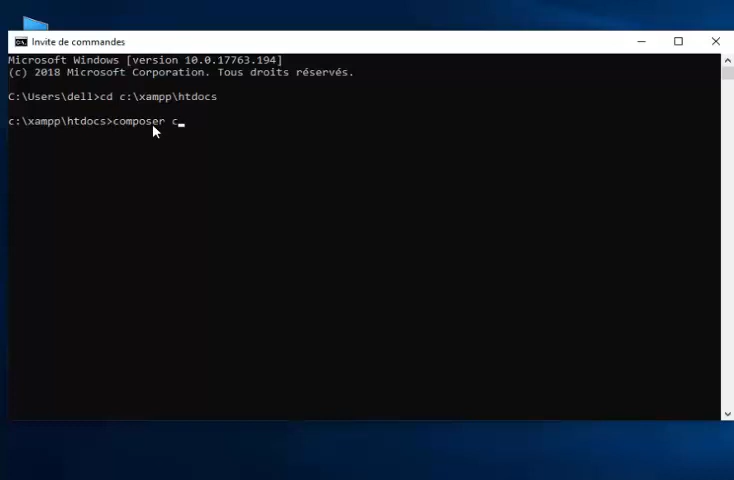 Invite de commandes
Microsoft Windows [version 10.0.17763.194]
(c) 2018 Microsoft Corporation. Tous droits réservés.
C:\Users\dell>cd c:\xampp\htdocs
c:\xampp\htdocs>composer c_